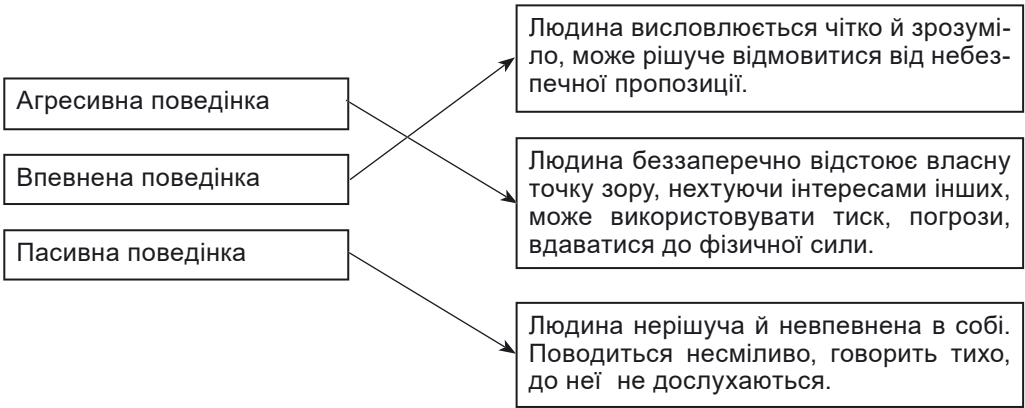 Агресивна поведінка
Впевнена поведінка
Пасивна поведінка
Людина висловлюється чітко й зрозумі-
ло, може рішуче відмовитися від небез-
печної пропозиції.
Людина беззаперечно відстоює власну
точку зору, нехтуючи інтересами інших,
може використовувати тиск, погрози,
вдаватися до фізичної сили.
Людина нерішуча й невпевнена в собі.
Поводиться несміливо, говорить тихо,
до неї не дослухаються.